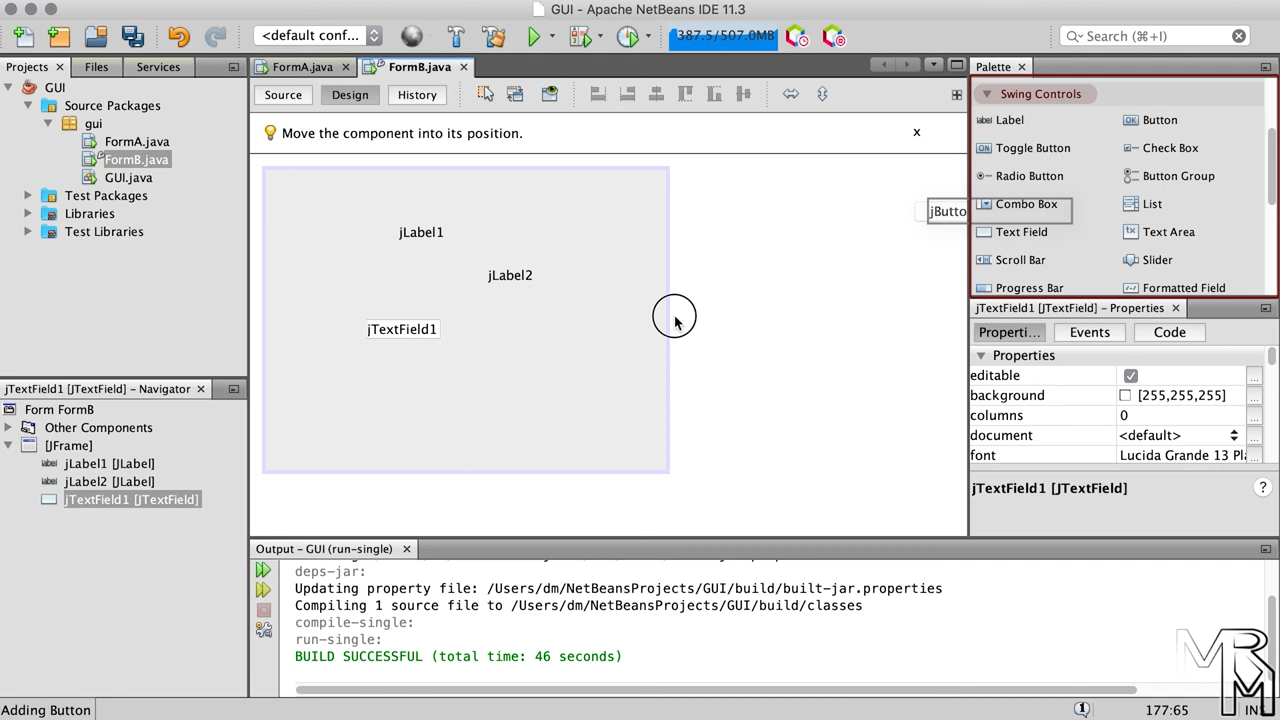 GUI - Apache NetBeans IDE 11.3
<default conf...
387.5/507.0MB
Search (⌘+I)
Projects
Files
Services
GUI
Source Packages
gui
FormA.java
FormB.java
GUI.java
Test Packages
Libraries
Test Libraries
FormA.java
FormB.java
Source
Design
History
Move the component into its position.
x
jLabel1
jLabel2
jTextField1
jButto
Palette
Swing Controls
Label
Button
Toggle Button
Check Box
Radio Button
Button Group
Combo Box
List
Text Field
Text Area
Scroll Bar
Slider
Progress Bar
Formatted Field
jTextField1 [JTextField] - Properties
Properti...
Events
Code
Properties
editable
background
[255,255,255]
columns
0
document
<default>
font
Lucida Grande 13 Pla
jTextField1 [JTextField]
?
jTextField1 [JTextField] - Navigator
Form FormB
Other Components
[JFrame]
jLabel1 [JLabel]
jLabel2 [JLabel]
jTextField1 [JTextField]
Output - GUI (run-single)
deps-jar:
Updating property file: /Users/dm/NetBeansProjects/GUI/build/built-jar.properties
Compiling 1 source file to /Users/dm/NetBeansProjects/GUI/build/classes
compile-single:
run-single:
BUILD SUCCESSFUL (total time: 46 seconds)
Adding Button
1
177:65